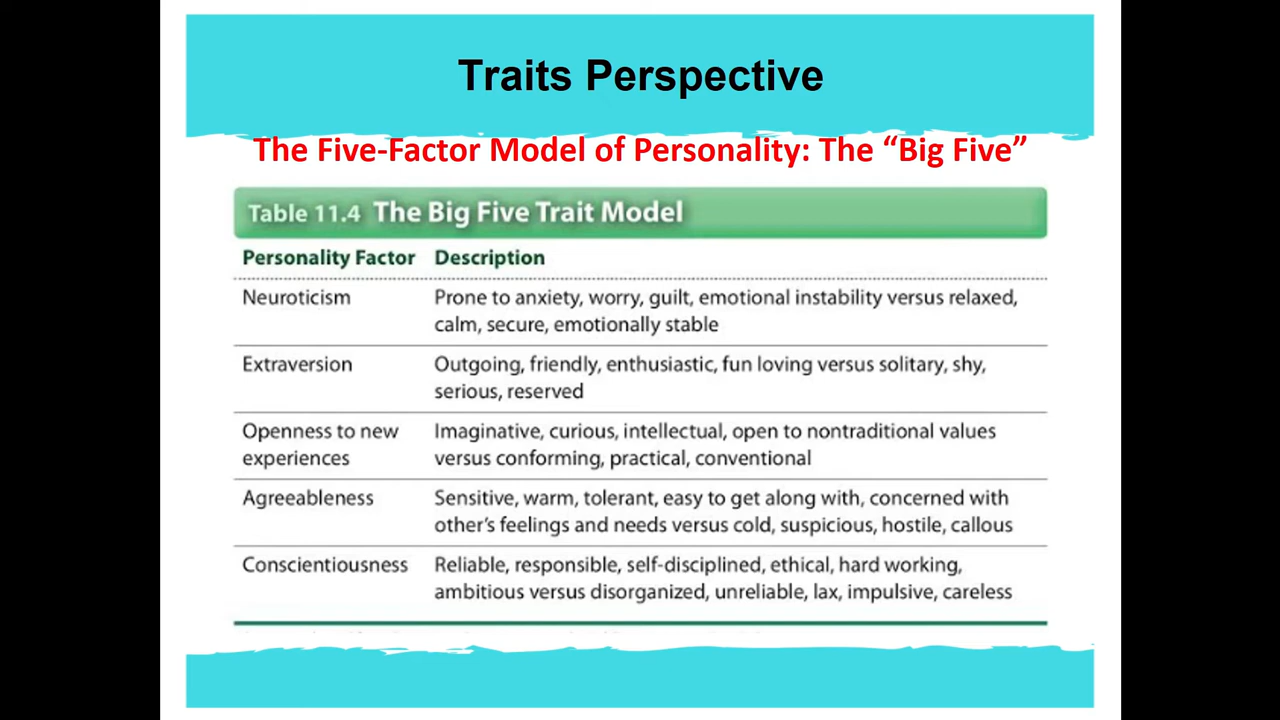 Traits Perspective
The Five-Factor Model of Personality: The “Big Five”
Table 11.4 The Big Five Trait Model
Personality Factor Description
Neuroticism Prone to anxiety, worry, guilt, emotional instability versus relaxed,
calm, secure, emotionally stable
Extraversion Outgoing, friendly, enthusiastic, fun loving versus solitary, shy,
serious, reserved
Openness to new Imaginative, curious, intellectual, open to nontraditional values
experiences versus conforming, practical, conventional
Agreeableness Sensitive, warm, tolerant, easy to get along with, concerned with
other’s feelings and needs versus cold, suspicious, hostile, callous
Conscientiousness Reliable, responsible, self-disciplined, ethical, hard working,
ambitious versus disorganized, unreliable, lax, impulsive, careless